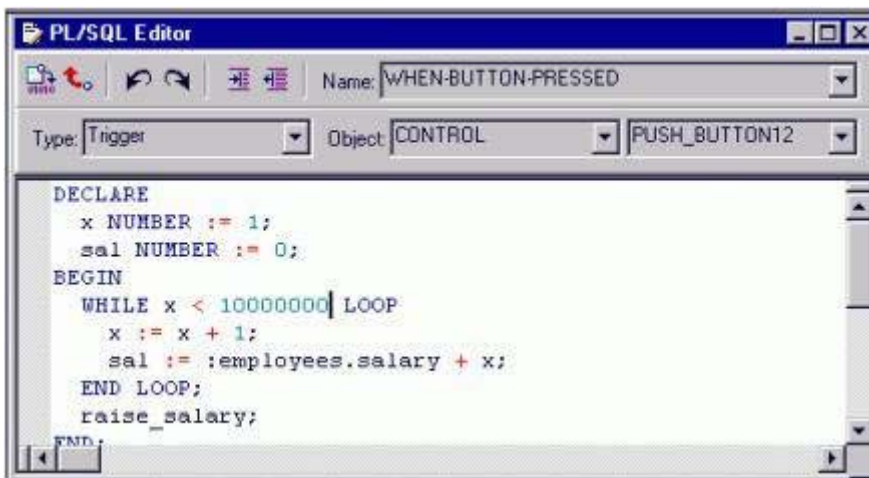 PL/SQL Editor
Name: WHEN-BUTTON-PRESSED
Type: Trigger Object: CONTROL PUSH_BUTTON12
DECLARE
x NUMBER := 1;
sal NUMBER := 0;
BEGIN
WHILE x < 10000000 LOOP
x := x + 1;
sal := :employees.salary + x;
END LOOP;
raise_salary;
END;